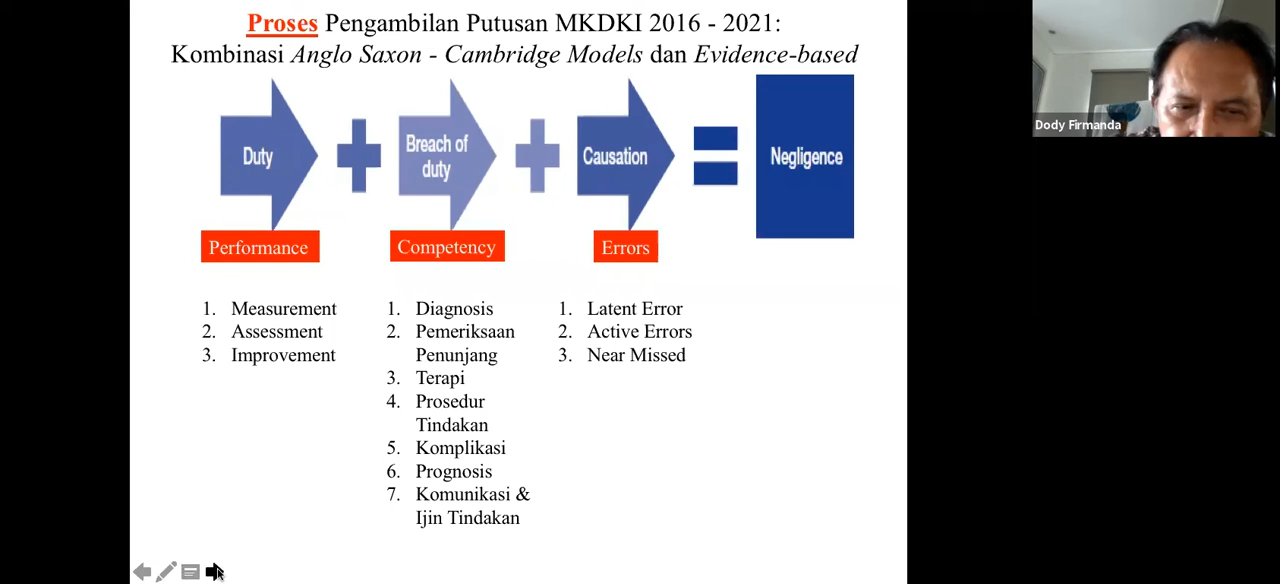 Proses Pengambilan Putusan MKDKI 2016 - 2021:
Kombinasi Anglo Saxon - Cambridge Models dan Evidence-based
Dody Firmanda
Duty
Breach of
duty
Causation
Negligence
Performance
Competency
Errors
1. Measurement
2. Assessment
3. Improvement
1. Diagnosis
2. Pemeriksaan
Penunjang
3. Terapi
4. Prosedur
Tindakan
5. Komplikasi
6. Prognosis
7. Komunikasi &
Ijin Tindakan
1. Latent Error
2. Active Errors
3. Near Missed